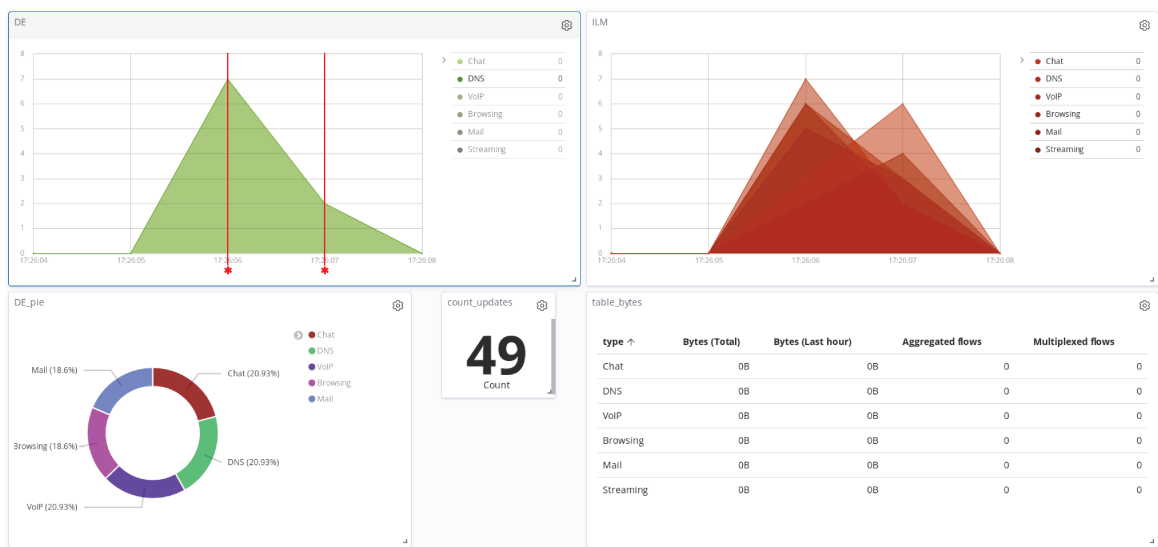 DE
8
7
6
5
4
3
2
1
0
17:26:04 17:26:05 17:26:06 17:26:07 17:26:08
Chat 0
DNS 0
VoIP 0
Browsing 0
Mail 0
Streaming 0
ILM
8
7
6
5
4
3
2
1
0
17:26:04 17:26:05 17:26:06 17:26:07 17:26:08
Chat 0
DNS 0
VoIP 0
Browsing 0
Mail 0
Streaming 0
DE_pie
Chat
DNS
VoIP
Browsing
Mail
Mail (18.6%)
Chat (20.93%)
Browsing (18.6%)
DNS (20.93%)
VoIP (20.93%)
count_updates
49
Count
table_bytes
type Bytes (Total) Bytes (Last hour) Aggregated flows Multiplexed flows
Chat 0B 0B 0 0
DNS 0B 0B 0 0
VoIP 0B 0B 0 0
Browsing 0B 0B 0 0
Mail 0B 0B 0 0
Streaming 0B 0B 0 0